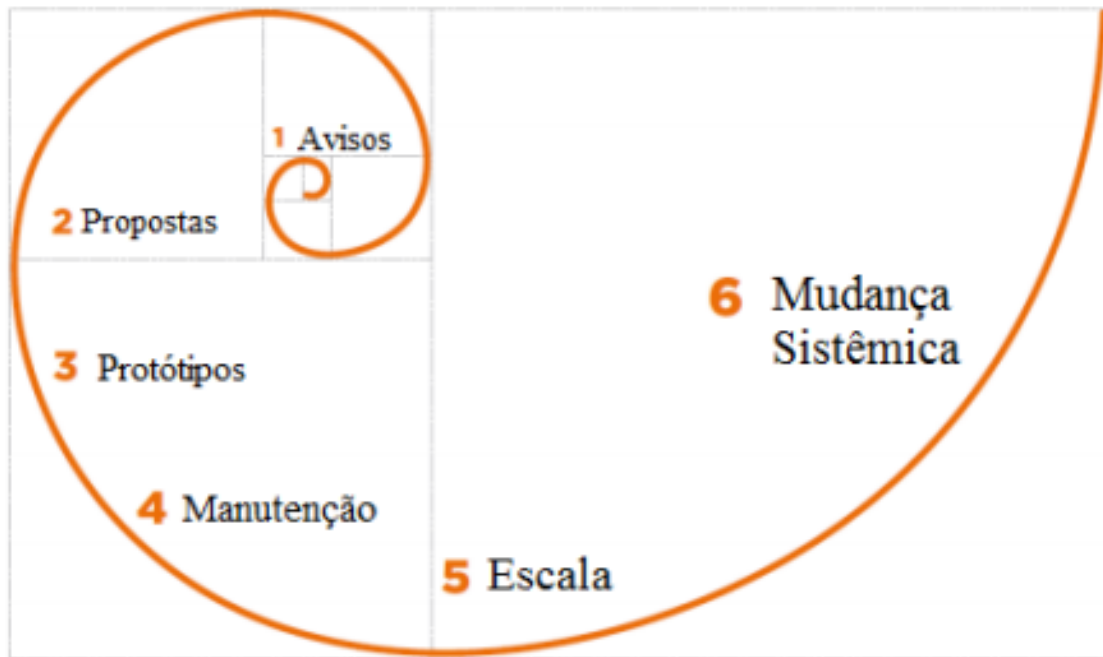 1 Avisos
2 Propostas
3 Protótipos
4 Manutenção
5 Escala
6 Mudança
Sistêmica